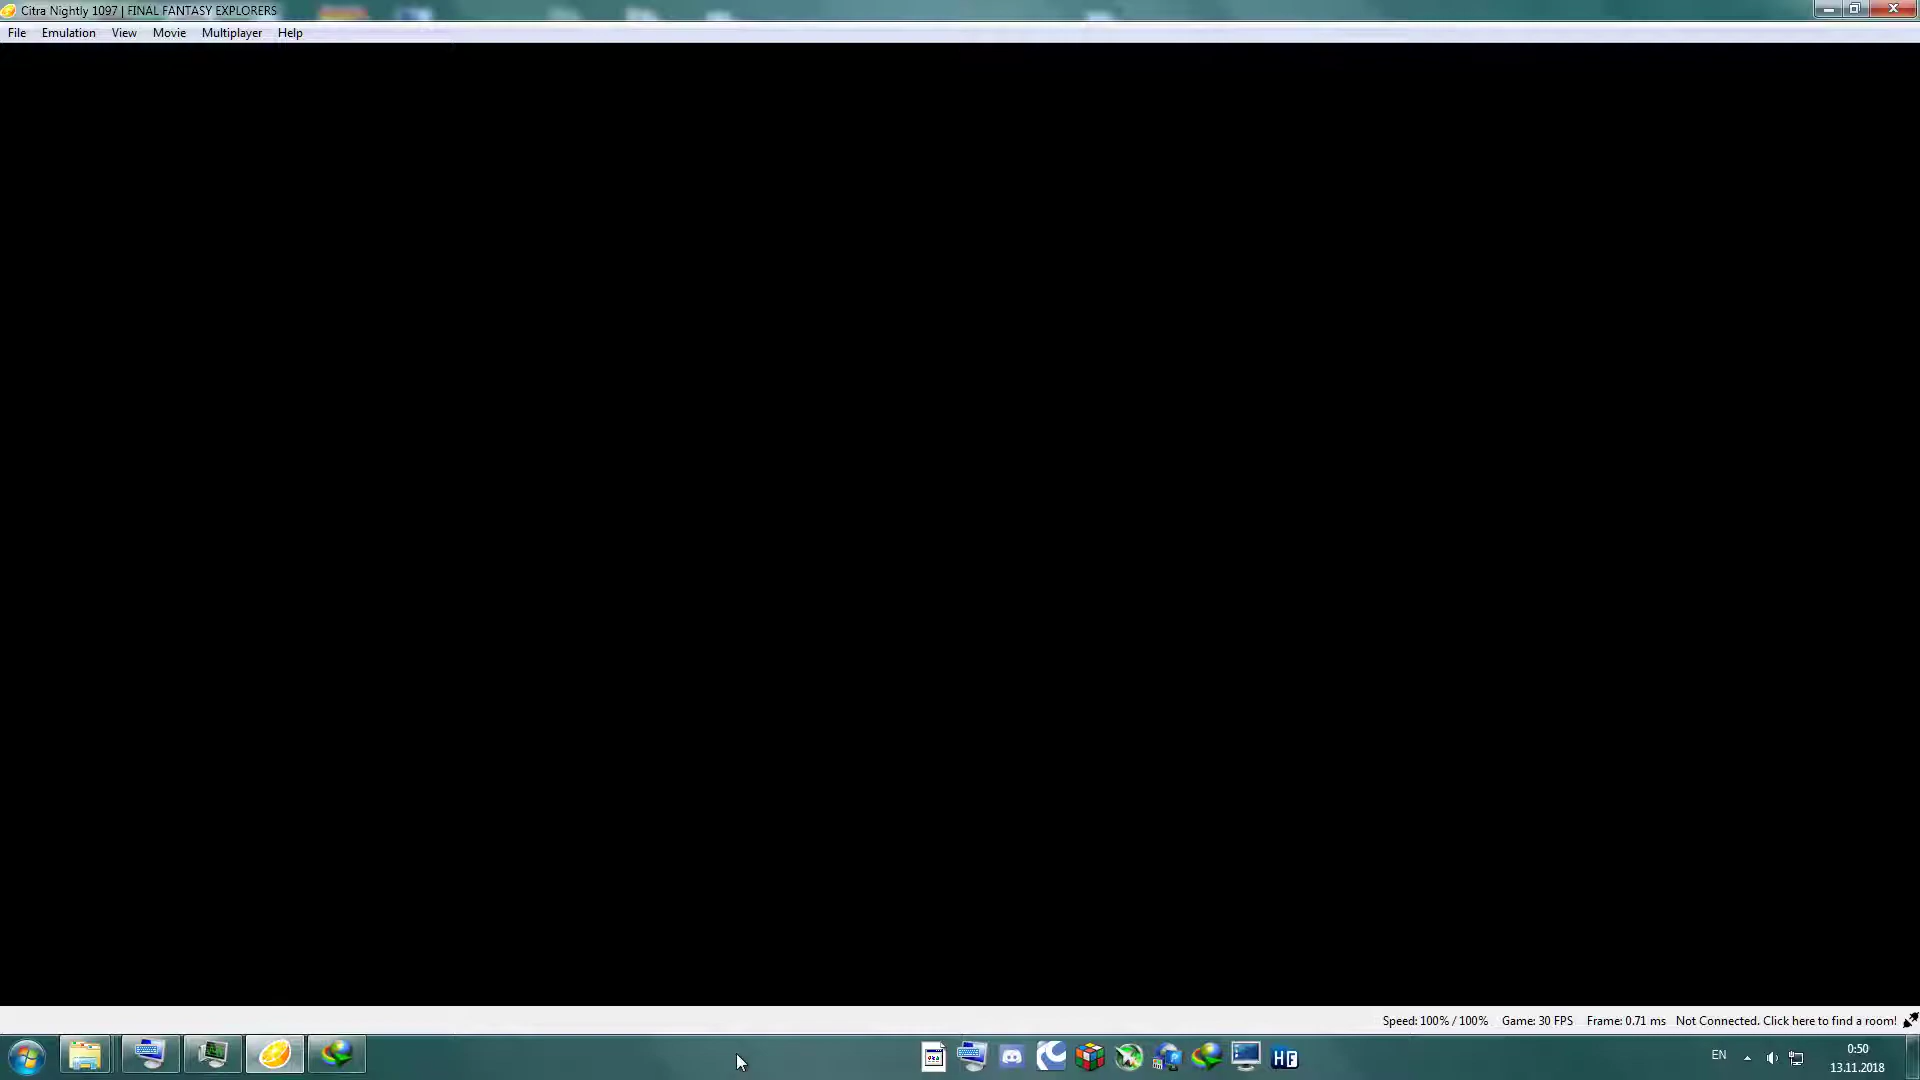 Citra Nightly 1097 | FINAL FANTASY EXPLORERS
File Emulation View Movie Multiplayer Help
Speed: 100% / 100% Game: 30 FPS Frame: 0.71 ms Not Connected. Click here to find a room!
HF
EN
0:50
13.11.2018